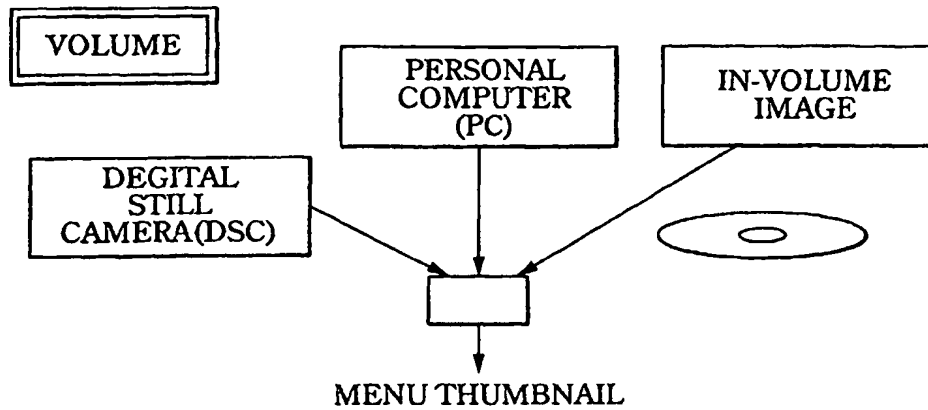 VOLUME
PERSONAL
COMPUTER
(PC)
IN-VOLUME
IMAGE
DEGITAL
STILL
CAMERA(DSC)
MENU THUMBNAIL